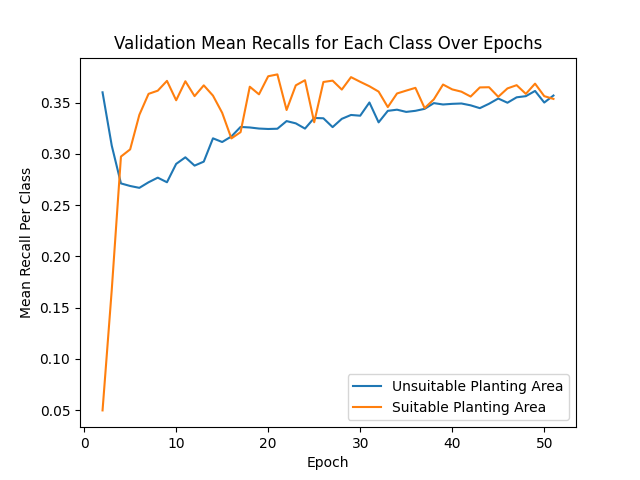 Validation Mean Recalls for Each Class Over Epochs
Mean Recall Per Class
0.35
0.30
0.25
0.20
0.15
0.10
0.05
Unsuitable Planting Area
Suitable Planting Area
0
10
20
30
40
50
Epoch